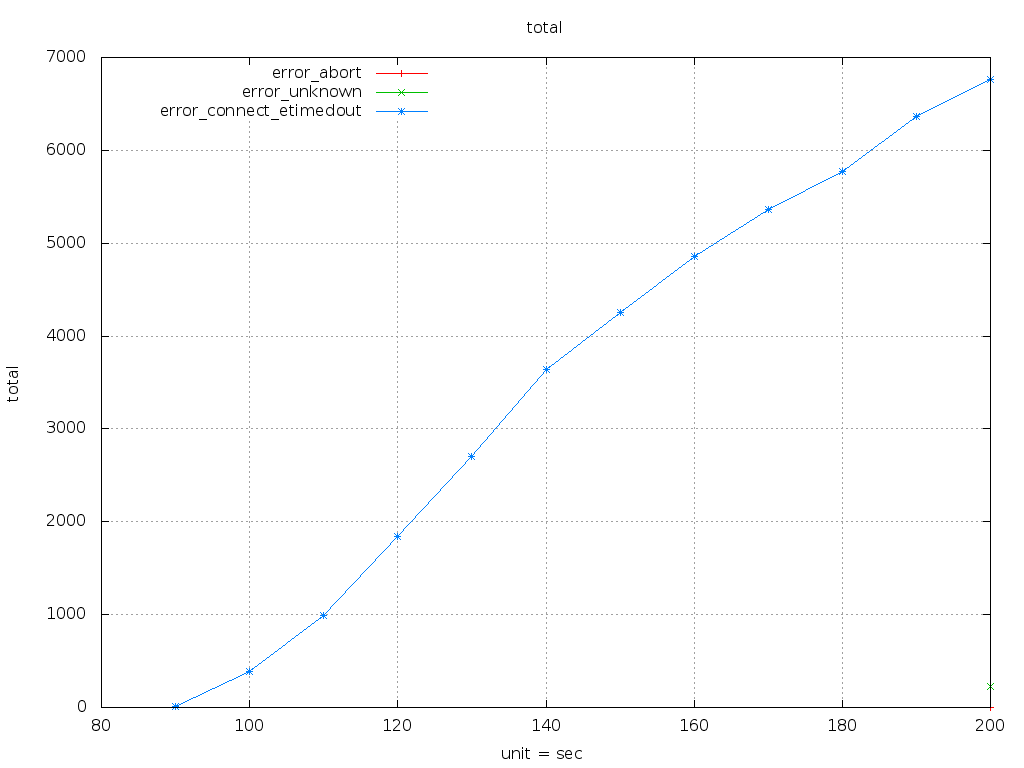 total
7000
6000
5000
4000
3000
2000
1000
0
error_abort
error_unknown
error_connect_etimedout
total
80 100 120 140 160 180 200
unit = sec